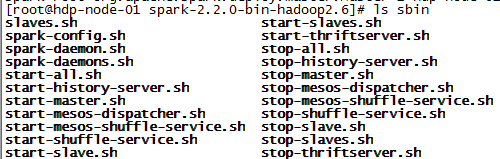 [root@hdp-node-01 spark-2.2.0-bin-hadoop2.6]# ls sbin
slaves.sh start-slaves.sh
spark-config.sh start-thriftserver.sh
spark-daemon.sh stop-all.sh
spark-daemons.sh stop-history-server.sh
start-all.sh stop-master.sh
start-history-server.sh stop-mesos-dispatcher.sh
start-master.sh stop-mesos-shuffle-service.sh
start-mesos-dispatcher.sh stop-shuffle-service.sh
start-mesos-shuffle-service.sh stop-slave.sh
start-shuffle-service.sh stop-slaves.sh
start-slave.sh stop-thriftserver.sh